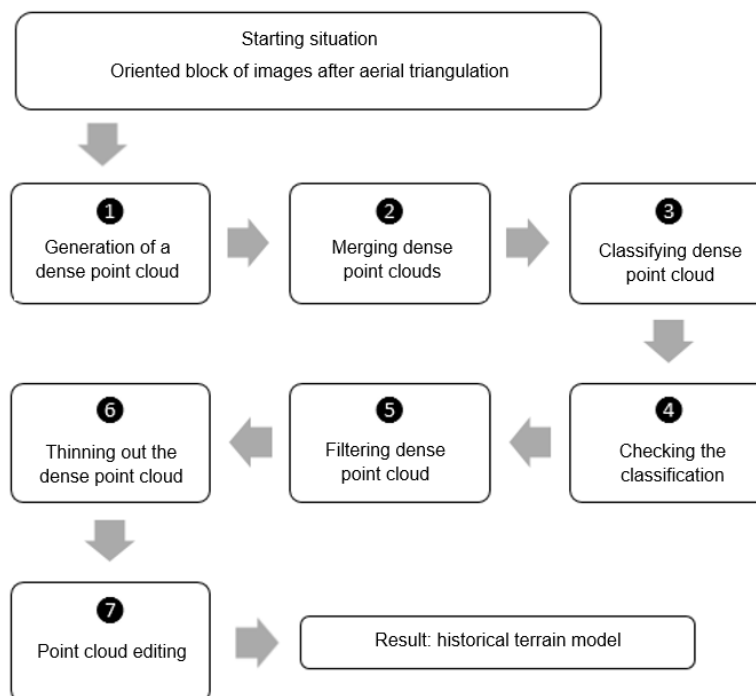 Starting situation
Oriented block of images after aerial triangulation
1
Generation of a
dense point cloud
2
Merging dense
point clouds
3
Classifying dense
point cloud
4
Checking the
classification
5
Filtering dense
point cloud
6
Thinning out the
dense point cloud
7
Point cloud editing
Result: historical terrain model